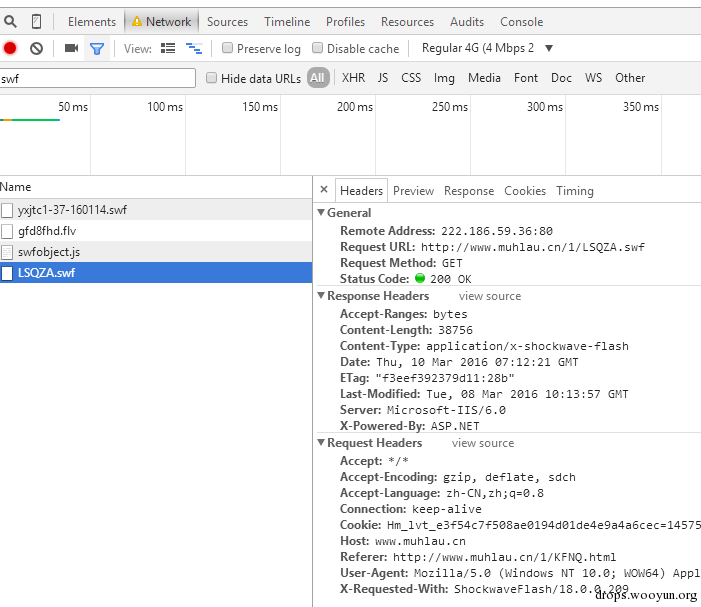 Elements Network Sources Timeline Profiles Resources Audits Console
View: Preserve log Disable cache Regular 4G (4 Mbps 2 ▼
swf Hide data URLs All XHR JS CSS Img Media Font Doc WS Other
50 ms 100 ms 150 ms 200 ms 250 ms 300 ms 350 ms
Name
yxjtc1-37-160114.swf
gfd8fhd.flv
swfobject.js
LSQZA.swf
× Headers Preview Response Cookies Timing
▼General
Remote Address: 222.186.59.36:80
Request URL: http://www.muhlau.cn/1/LSQZA.swf
Request Method: GET
Status Code: 200 OK
▼Response Headers view source
Accept-Ranges: bytes
Content-Length: 38756
Content-Type: application/x-shockwave-flash
Date: Thu, 10 Mar 2016 07:12:21 GMT
ETag: "f3eef392379d11:28b"
Last-Modified: Tue, 08 Mar 2016 10:13:57 GMT
Server: Microsoft-IIS/6.0
X-Powered-By: ASP.NET
▼Request Headers view source
Accept: */*
Accept-Encoding: gzip, deflate, sdch
Accept-Language: zh-CN,zh;q=0.8
Connection: keep-alive
Cookie: Hm_lvt_e3f54c7f508ae0194d01de4e9a4a6cec=14575
Host: www.muhlau.cn
Referer: http://www.muhlau.cn/1/KFNQ.html
User-Agent: Mozilla/5.0 (Windows NT 10.0; WOW64) Appl
X-Requested-With: ShockwaveFlash/18.0.0.209
drops.wooyun.org